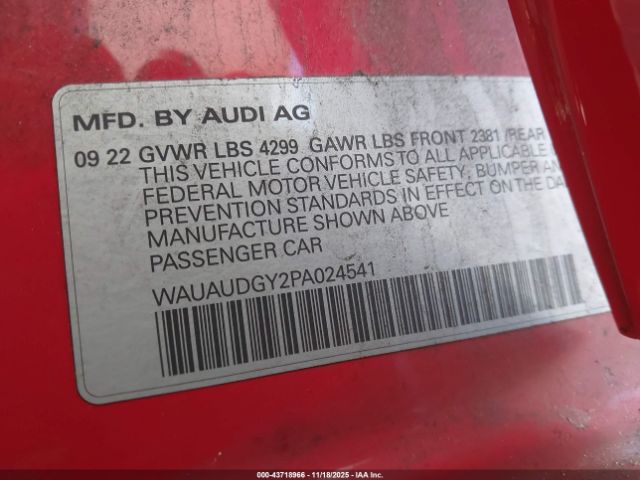 MFD. BY AUDI AG
09 22 GVWR LBS 4299 GAWR LBS FRONT 2381 /REAR
THIS VEHICLE CONFORMS TO ALL APPLICABLE
FEDERAL MOTOR VEHICLE SAFETY, BUMPER AN
PREVENTION STANDARDS IN EFFECT ON THE DA
MANUFACTURE SHOWN ABOVE
PASSENGER CAR
WAUAUDGY2PA024541
000-43718966 - 11/18/2025 - IAA Inc.